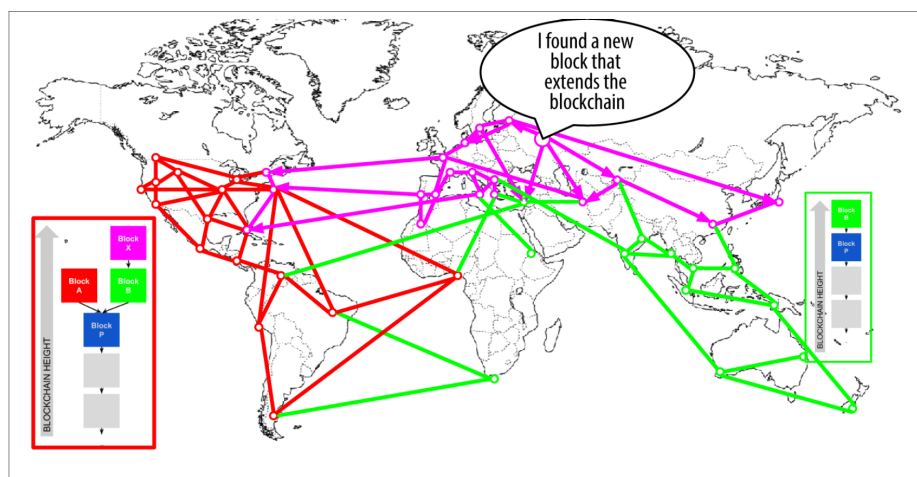 I found a new
block that
extends the
blockchain
BLOCKCHAIN HEIGHT
Block
X
Block
A
Block
B
Block
P
BLOCKCHAIN HEIGHT
Block
B
Block
P